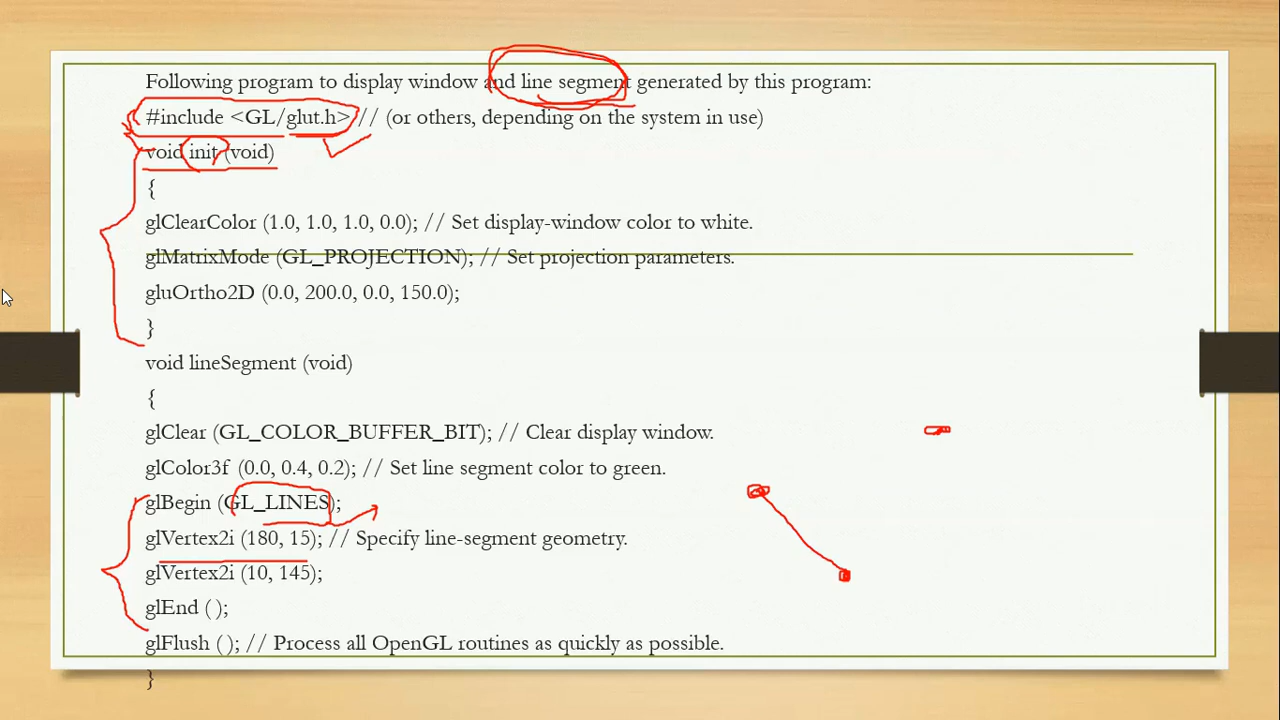 Following program to display window and line segment generated by this program:
#include <GL/glut.h> // (or others, depending on the system in use)
void init (void)
{
glClearColor (1.0, 1.0, 1.0, 0.0); // Set display-window color to white.
glMatrixMode (GL_PROJECTION); // Set projection parameters.
gluOrtho2D (0.0, 200.0, 0.0, 150.0);
}
void lineSegment (void)
{
glClear (GL_COLOR_BUFFER_BIT); // Clear display window.
glColor3f (0.0, 0.4, 0.2); // Set line segment color to green.
glBegin (GL_LINES);
glVertex2i (180, 15); // Specify line-segment geometry.
glVertex2i (10, 145);
glEnd ( );
glFlush ( ); // Process all OpenGL routines as quickly as possible.
}